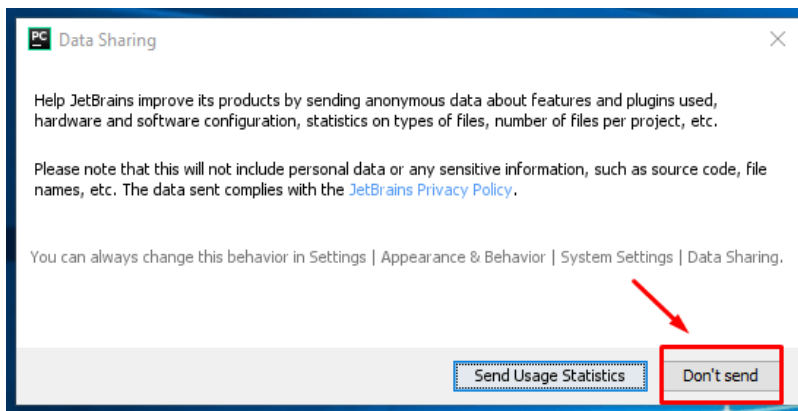 PC Data Sharing
Help JetBrains improve its products by sending anonymous data about features and plugins used,
hardware and software configuration, statistics on types of files, number of files per project, etc.
Please note that this will not include personal data or any sensitive information, such as source code, file
names, etc. The data sent complies with the JetBrains Privacy Policy.
You can always change this behavior in Settings | Appearance & Behavior | System Settings | Data Sharing.
Send Usage Statistics Don't send